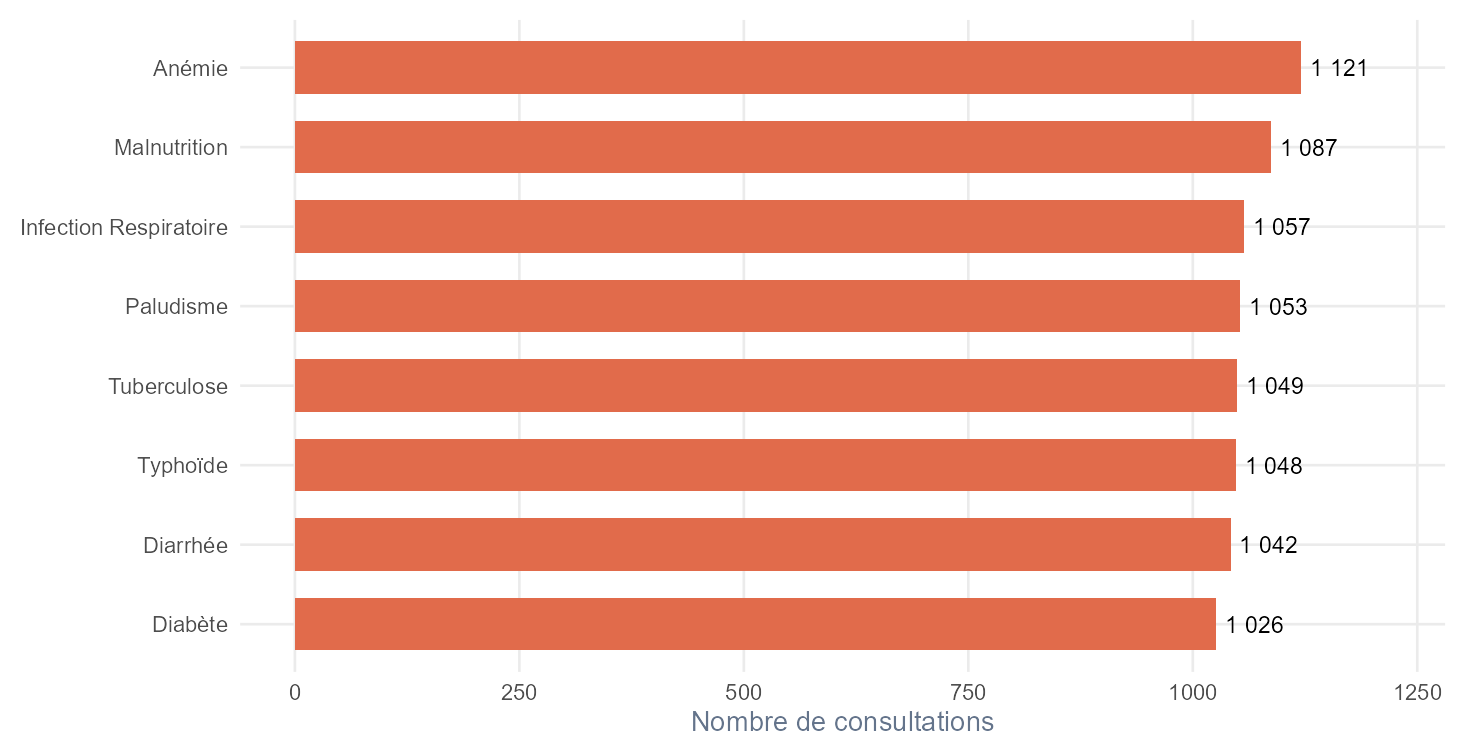 Anémie 1 121
Malnutrition 1 087
Infection Respiratoire 1 057
Paludisme 1 053
Tuberculose 1 049
Typhoïde 1 048
Diarrhée 1 042
Diabète 1 026
0 250 500 750 1000 1250
Nombre de consultations